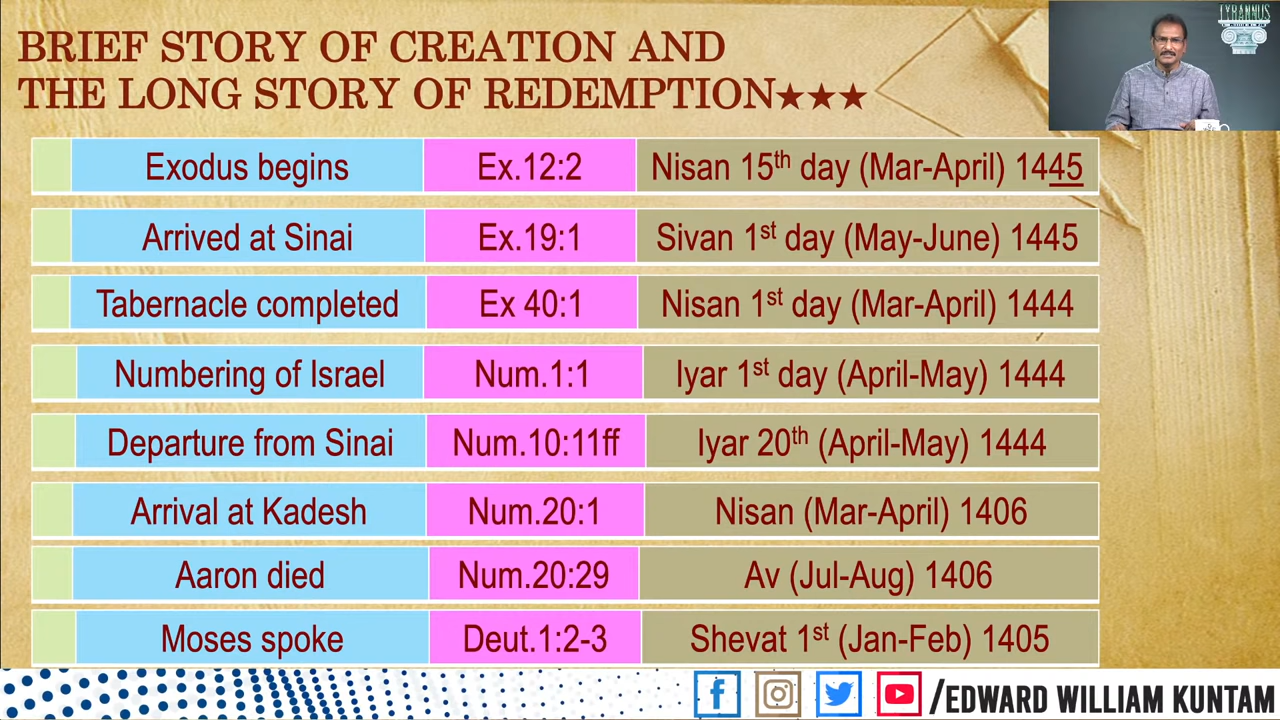 BRIEF STORY OF CREATION AND
THE LONG STORY OF REDEMPTION★★★
TYRANNUS
Exodus begins Ex.12:2 Nisan 15th day (Mar-April) 1445
Arrived at Sinai Ex.19:1 Sivan 1st day (May-June) 1445
Tabernacle completed Ex 40:1 Nisan 1st day (Mar-April) 1444
Numbering of Israel Num.1:1 Iyar 1st day (April-May) 1444
Departure from Sinai Num.10:11ff Iyar 20th (April-May) 1444
Arrival at Kadesh Num.20:1 Nisan (Mar-April) 1406
Aaron died Num.20:29 Av (Jul-Aug) 1406
Moses spoke Deut.1:2-3 Shevat 1st (Jan-Feb) 1405
/EDWARD WILLIAM KUNTAM